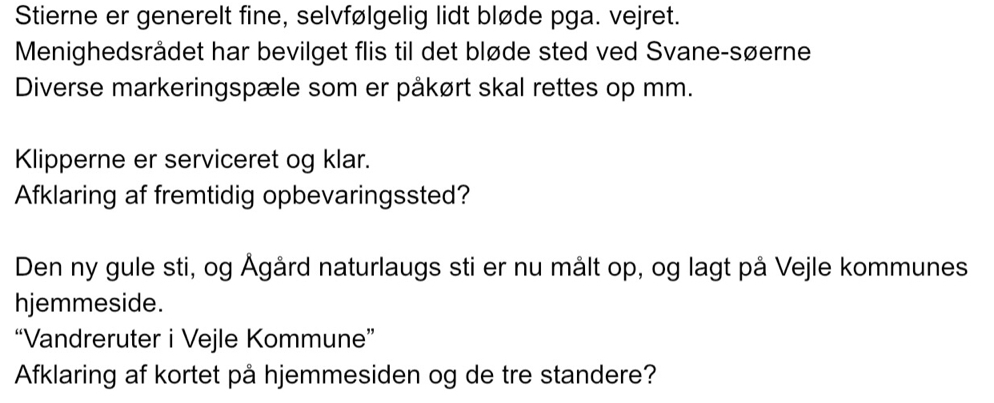 Stierne er generelt fine, selvfølgelig lidt bløde pga. vejret.
Menighedsrådet har bevilget flis til det bløde sted ved Svane-søerne
Diverse markeringspæle som er påkørt skal rettes op mm.
Klipperne er serviceret og klar.
Afklaring af fremtidig opbevaringssted?
Den ny gule sti, og Ågård naturlaugs sti er nu målt op, og lagt på Vejle kommunes
hjemmeside.
“Vandreruter i Vejle Kommune”
Afklaring af kortet på hjemmesiden og de tre standere?